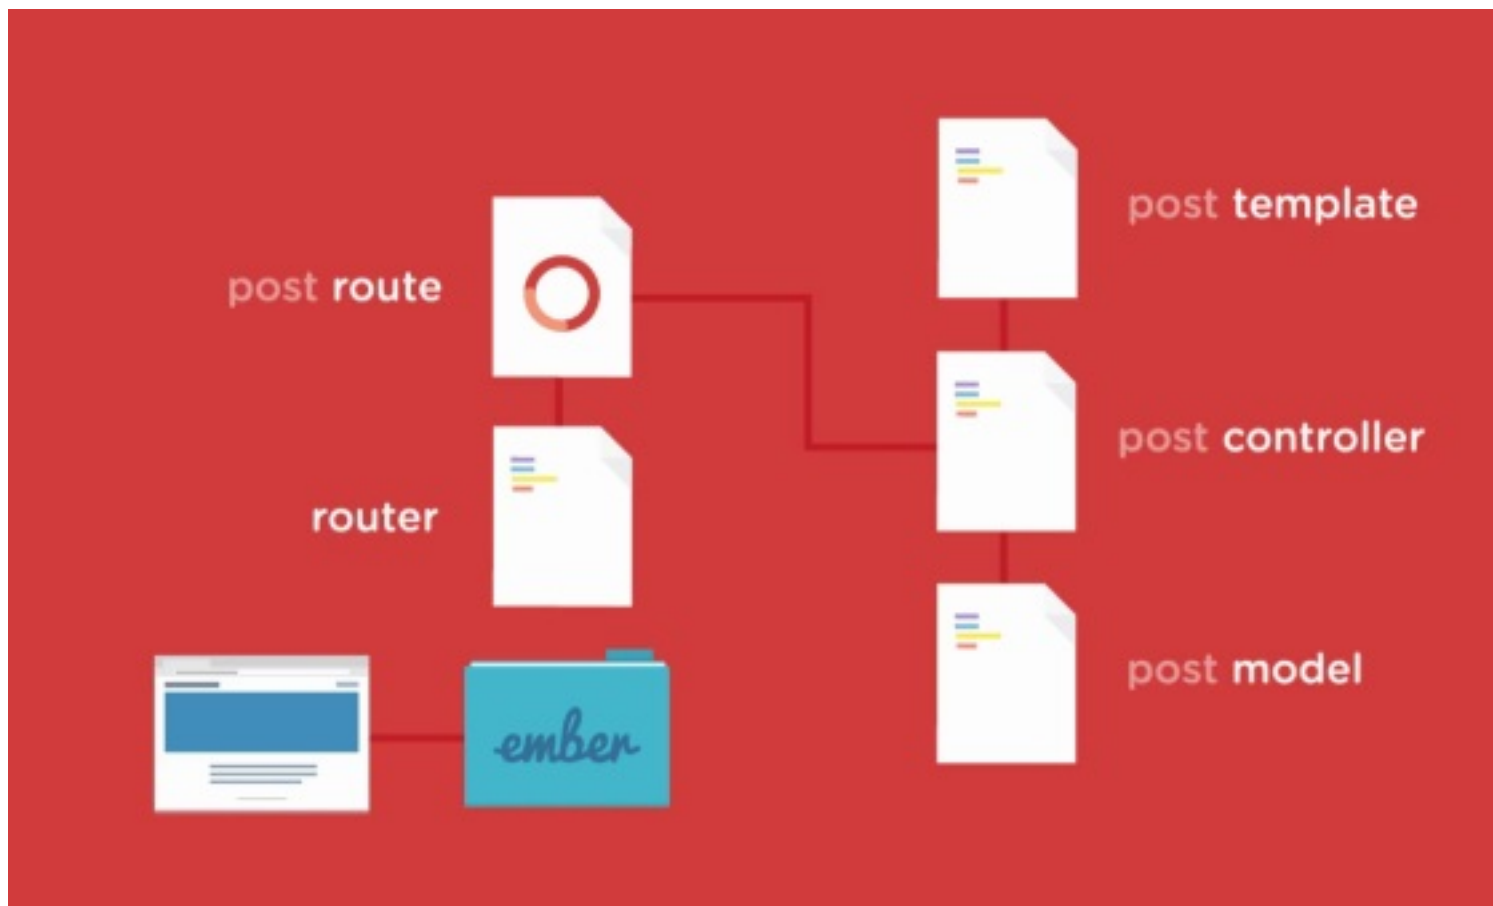 post template
post route
post controller
router
post model
ember